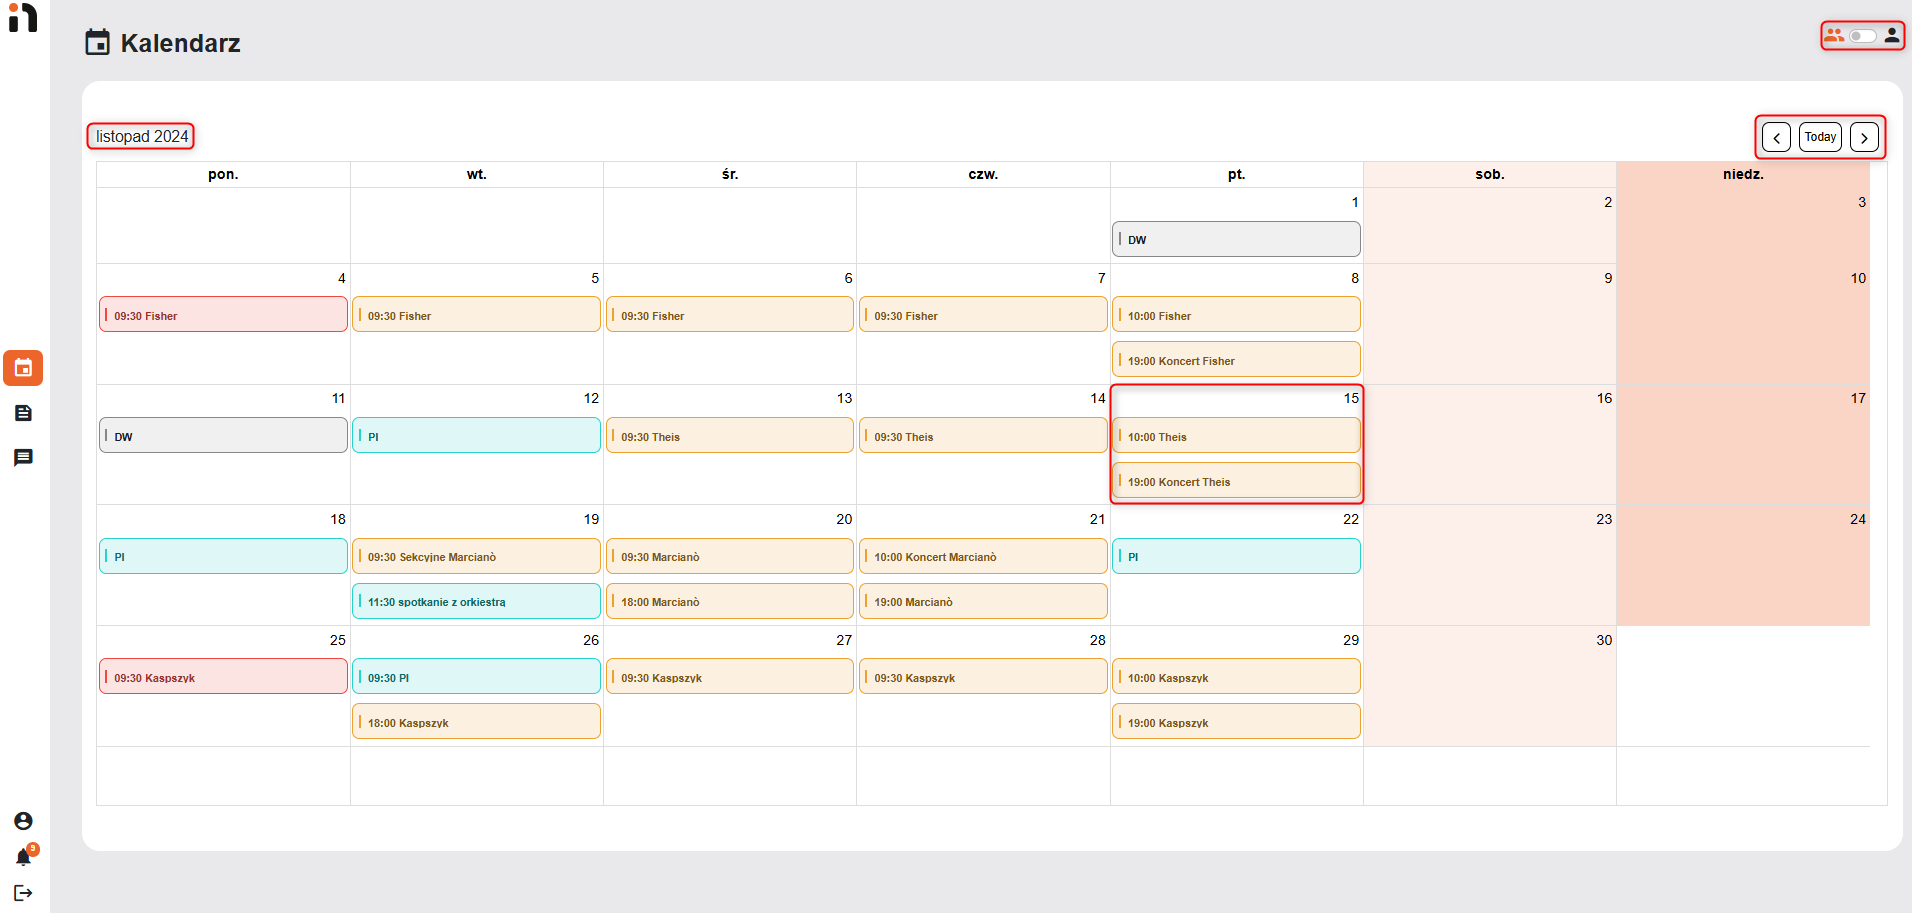 in
Kalendarz
listopad 2024
Today
pon. wt. śr. czw. pt. sob. niedz.
1 2 3
DW
4 5 6 7 8 9 10
09:30 Fisher 09:30 Fisher 09:30 Fisher 09:30 Fisher 10:00 Fisher
19:00 Koncert Fisher
11 12 13 14 15 16 17
DW PI 09:30 Theis 09:30 Theis 10:00 Theis
19:00 Koncert Theis
18 19 20 21 22 23 24
PI 09:30 Sekcyjne Marcianò 09:30 Marcianò 10:00 Koncert Marcianò PI
11:30 spotkanie z orkiestrą 18:00 Marcianò 19:00 Marcianò
25 26 27 28 29 30
09:30 Kaspszyk 09:30 PI 09:30 Kaspszyk 09:30 Kaspszyk 10:00 Kaspszyk
18:00 Kaspszyk 19:00 Kaspszyk